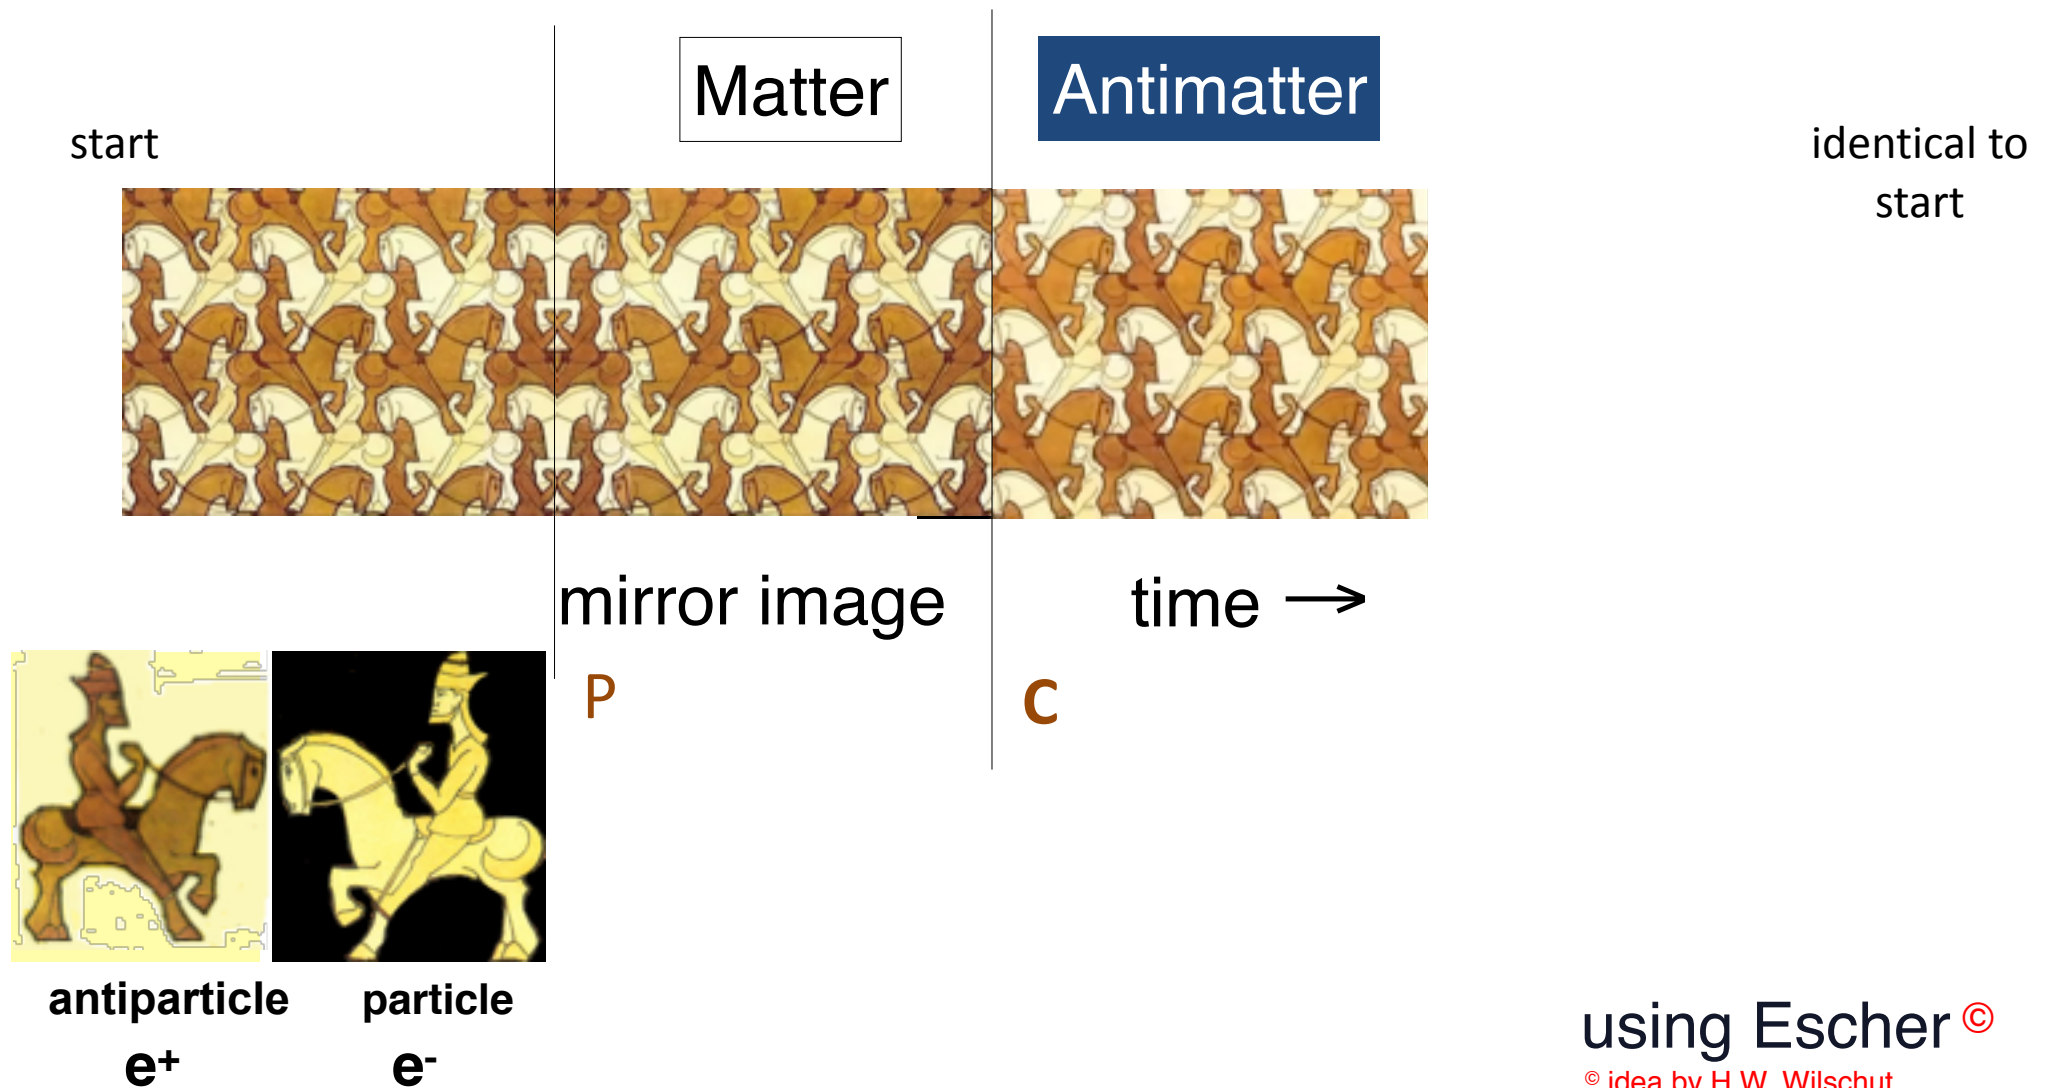 Matter
Antimatter
start
identical to
start
mirror image
time →
P
C
antiparticle
particle
e+
e-
using Escher ©
© idea by H.W. Wilschut